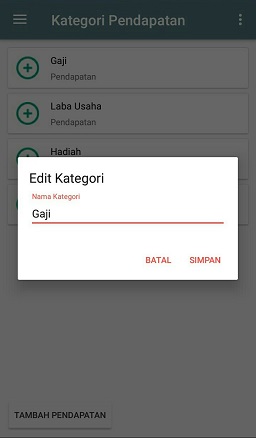 Kategori Pendapatan
Gaji
Pendapatan
Laba Usaha
Pendapatan
Hadiah
Edit Kategori
Nama Kategori
Gaji
BATAL SIMPAN
TAMBAH PENDAPATAN